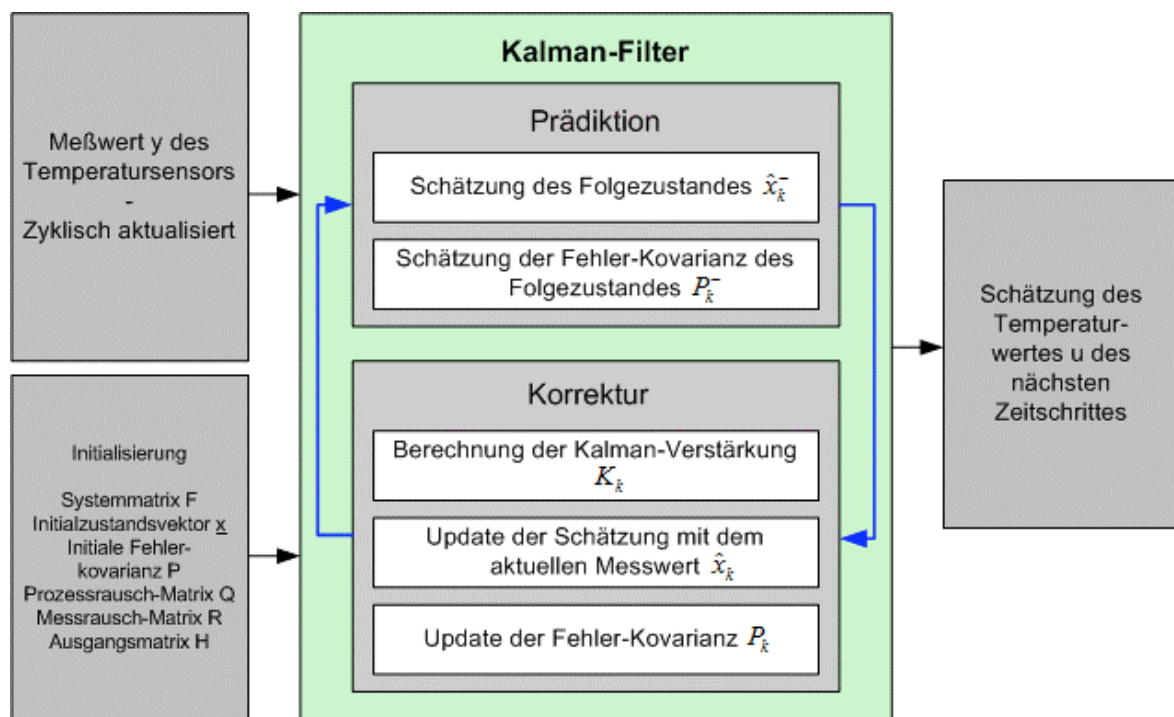 Meßwert y des
Temperatursensors
-
Zyklisch aktualisiert
Initialisierung
Systemmatrix F
Initialzustandsvektor x
Initiale Fehler-
kovarianz P
Prozessrausch-Matrix Q
Messrausch-Matrix R
Ausgangsmatrix H
Kalman-Filter
Prädiktion
Schätzung des Folgezustandes x̂ₖ⁻
Schätzung der Fehler-Kovarianz des
Folgezustandes Pₖ⁻
Korrektur
Berechnung der Kalman-Verstärkung
Kₖ
Update der Schätzung mit dem
aktuellen Messwert x̂ₖ
Update der Fehler-Kovarianz Pₖ
Schätzung des
Temperatur-
wertes u des
nächsten
Zeitschrittes